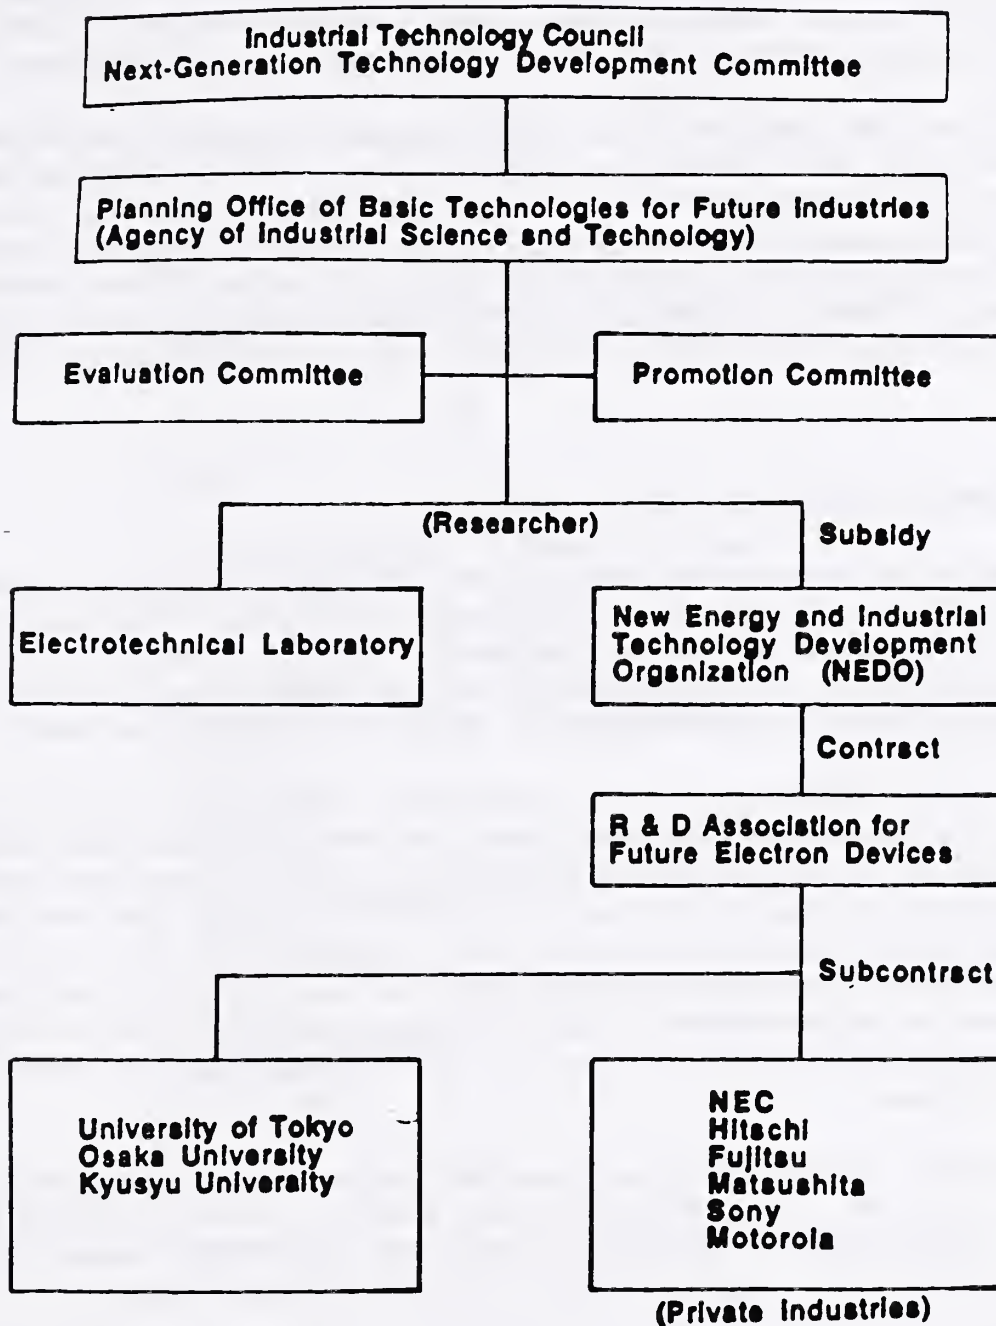 Industrial Technology Council
Next-Generation Technology Development Committee
Planning Office of Basic Technologies for Future Industries
(Agency of Industrial Science and Technology)
Evaluation Committee
Promotion Committee
(Researcher)
Subsidy
Electrotechnical Laboratory
New Energy and Industrial
Technology Development
Organization (NEDO)
Contract
R & D Association for
Future Electron Devices
Subcontract
University of Tokyo
Osaka University
Kyusyu University
NEC
Hitachi
Fujitsu
Matsushita
Sony
Motorola
(Private Industries)